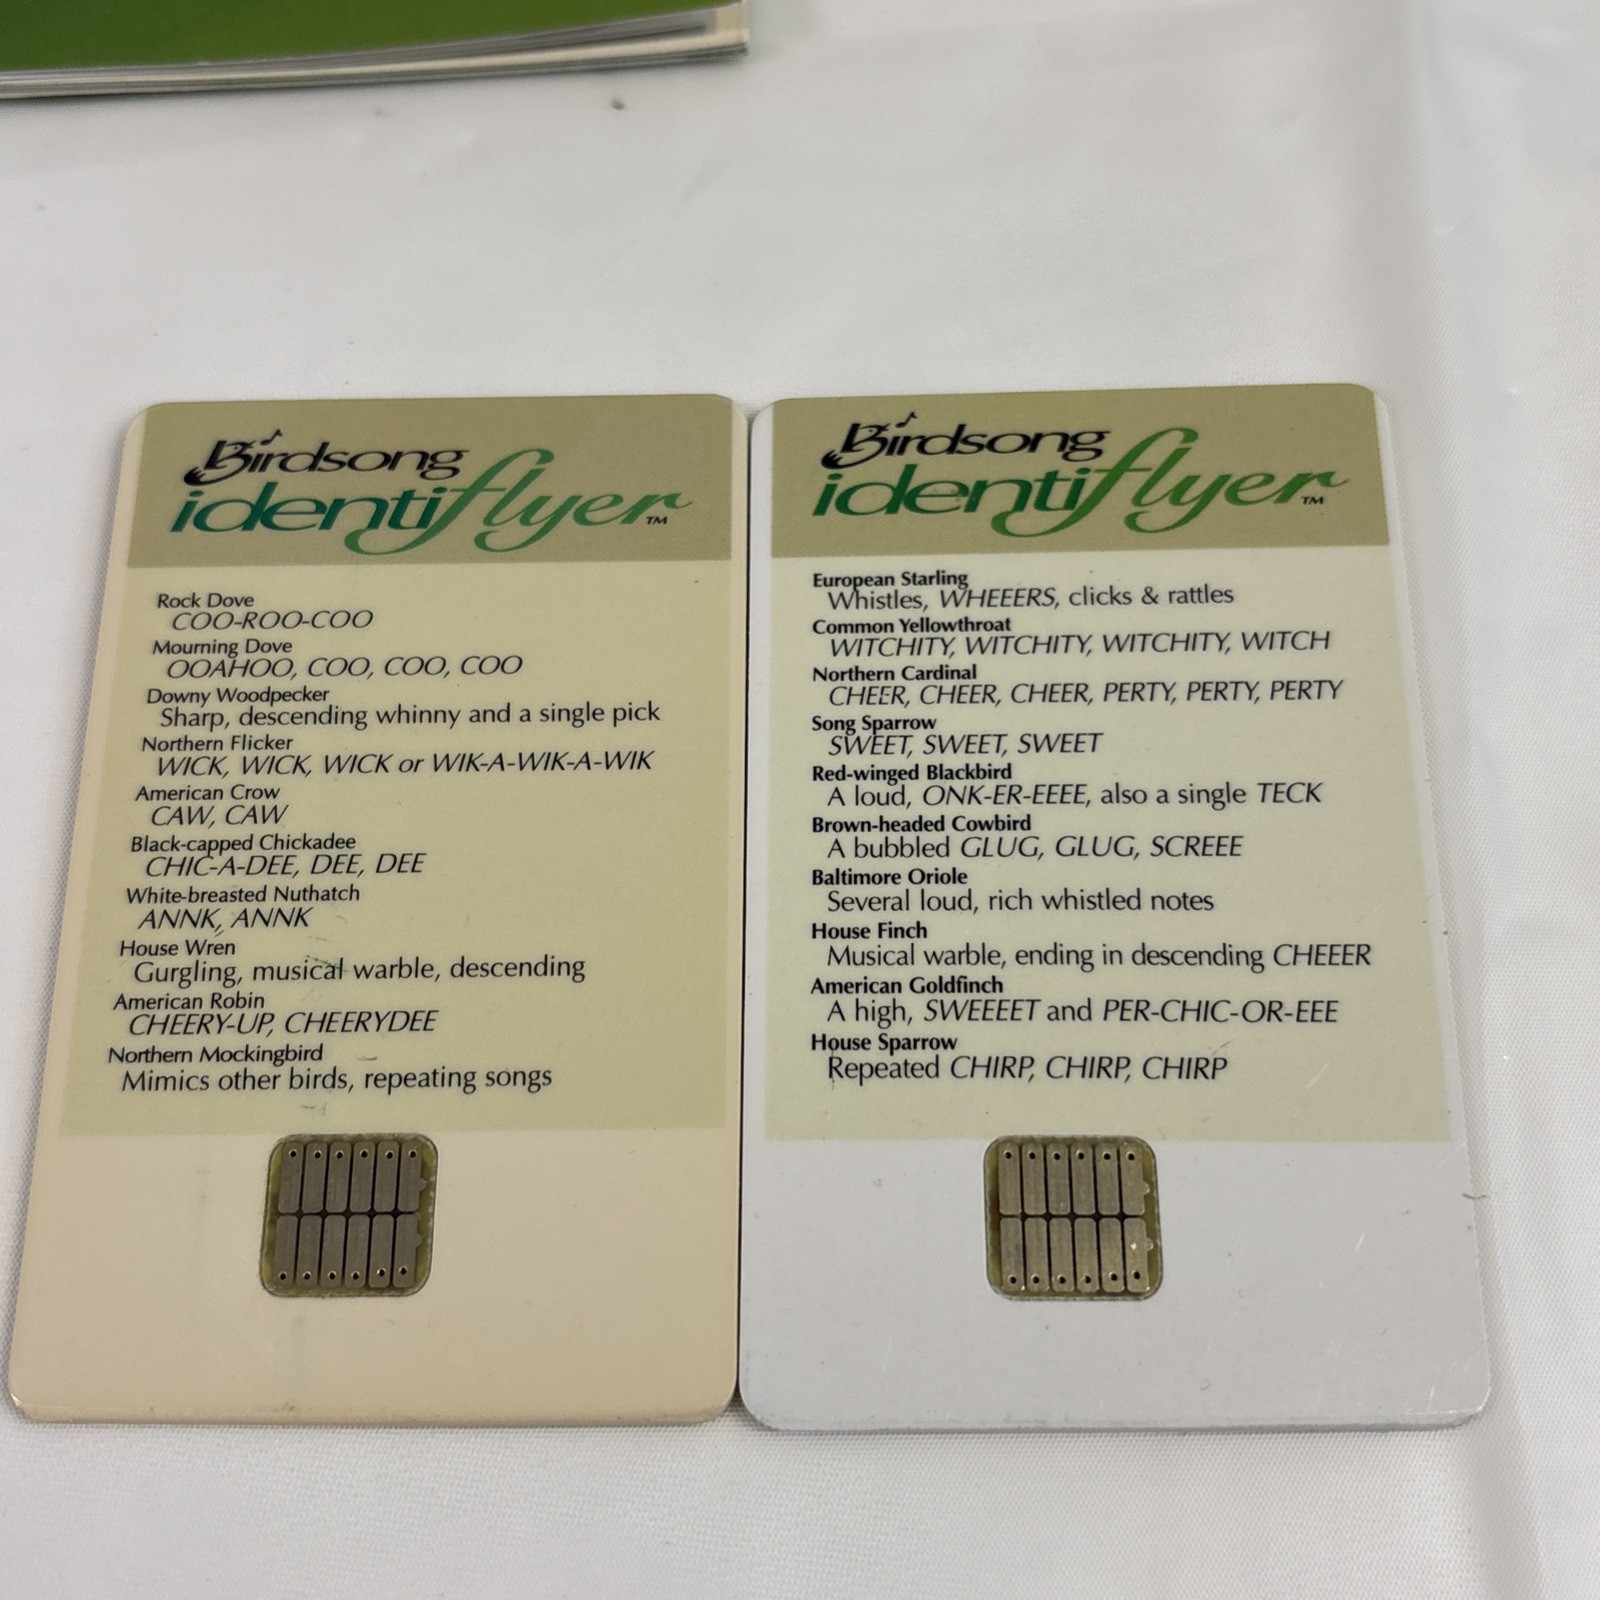 Birdsong
identiflyer™
Rock Dove
COO-ROO-COO
Mourning Dove
OOAHOO, COO, COO, COO
Downy Woodpecker
Sharp, descending whinny and a single pick
Northern Flicker
WICK, WICK, WICK or WIK-A-WIK-A-WIK
American Crow
CAW, CAW
Black-capped Chickadee
CHIC-A-DEE, DEE, DEE
White-breasted Nuthatch
ANNK, ANNK
House Wren
Gurgling, musical warble, descending
American Robin
CHEERY-UP, CHEERYDEE
Northern Mockingbird
Mimics other birds, repeating songs
Birdsong
identiflyer™
European Starling
Whistles, WHEEERS, clicks & rattles
Common Yellowthroat
WITCHITY, WITCHITY, WITCHITY, WITCH
Northern Cardinal
CHEER, CHEER, CHEER, PERTY, PERTY, PERTY
Song Sparrow
SWEET, SWEET, SWEET
Red-winged Blackbird
A loud, ONK-ER-EEEE, also a single TECK
Brown-headed Cowbird
A bubbled GLUG, GLUG, SCREEE
Baltimore Oriole
Several loud, rich whistled notes
House Finch
Musical warble, ending in descending CHEEER
American Goldfinch
A high, SWEEEET and PER-CHIC-OR-EEE
House Sparrow
Repeated CHIRP, CHIRP, CHIRP